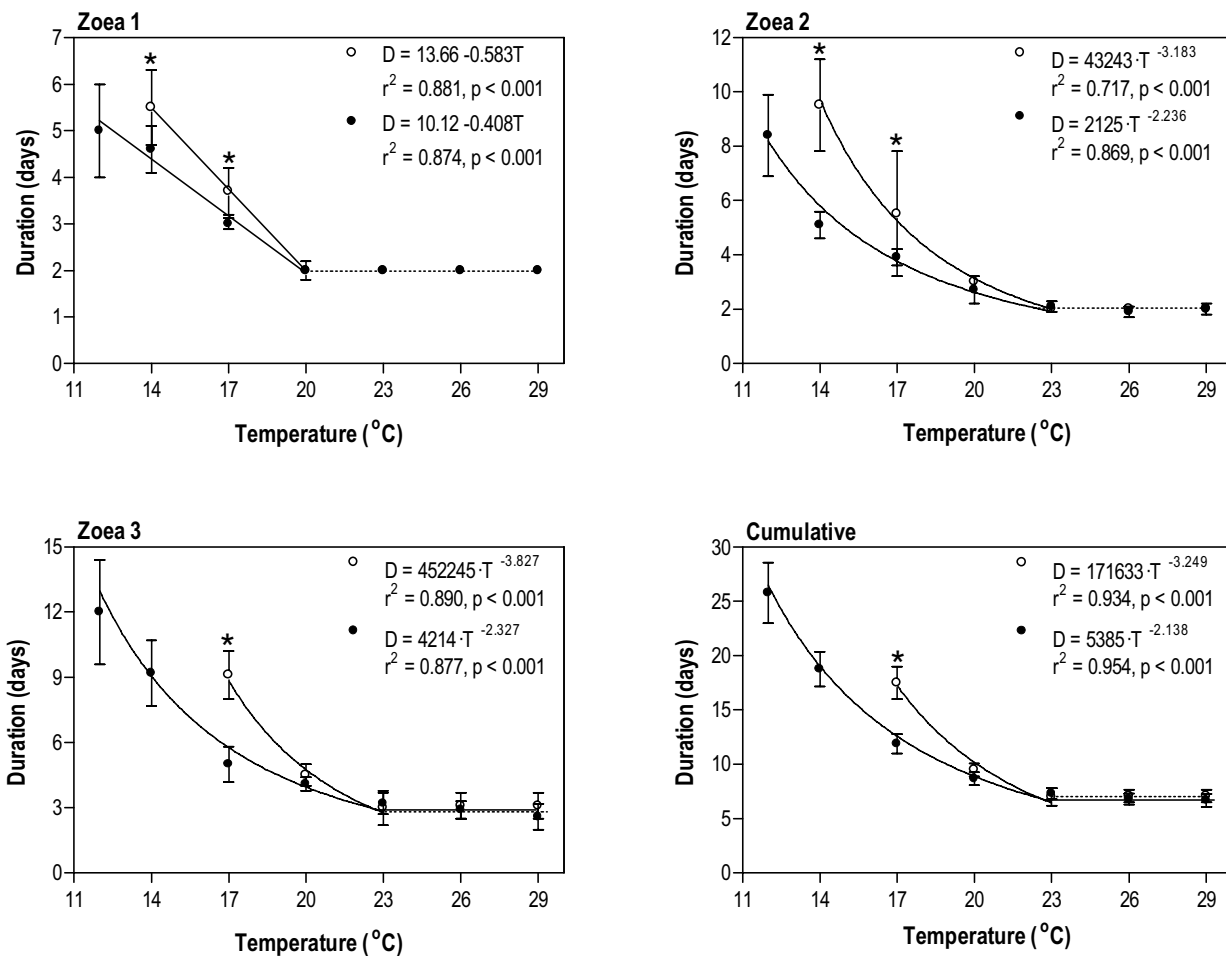 Zoea 1
D = 13.66 -0.583T
r² = 0.881, p < 0.001
D = 10.12 -0.408T
r² = 0.874, p < 0.001
*
*
7
6
5
4
3
2
1
0
Duration (days)
11 14 17 20 23 26 29
Temperature (°C)
Zoea 2
D = 43243·T -3.183
r² = 0.717, p < 0.001
D = 2125·T -2.236
r² = 0.869, p < 0.001
*
*
12
10
8
6
4
2
0
Duration (days)
11 14 17 20 23 26 29
Temperature (°C)
Zoea 3
D = 452245·T -3.827
r² = 0.890, p < 0.001
D = 4214·T -2.327
r² = 0.877, p < 0.001
*
15
12
9
6
3
0
Duration (days)
11 14 17 20 23 26 29
Temperature (°C)
Cumulative
D = 171633·T -3.249
r² = 0.934, p < 0.001
D = 5385·T -2.138
r² = 0.954, p < 0.001
*
30
25
20
15
10
5
0
Duration (days)
11 14 17 20 23 26 29
Temperature (°C)